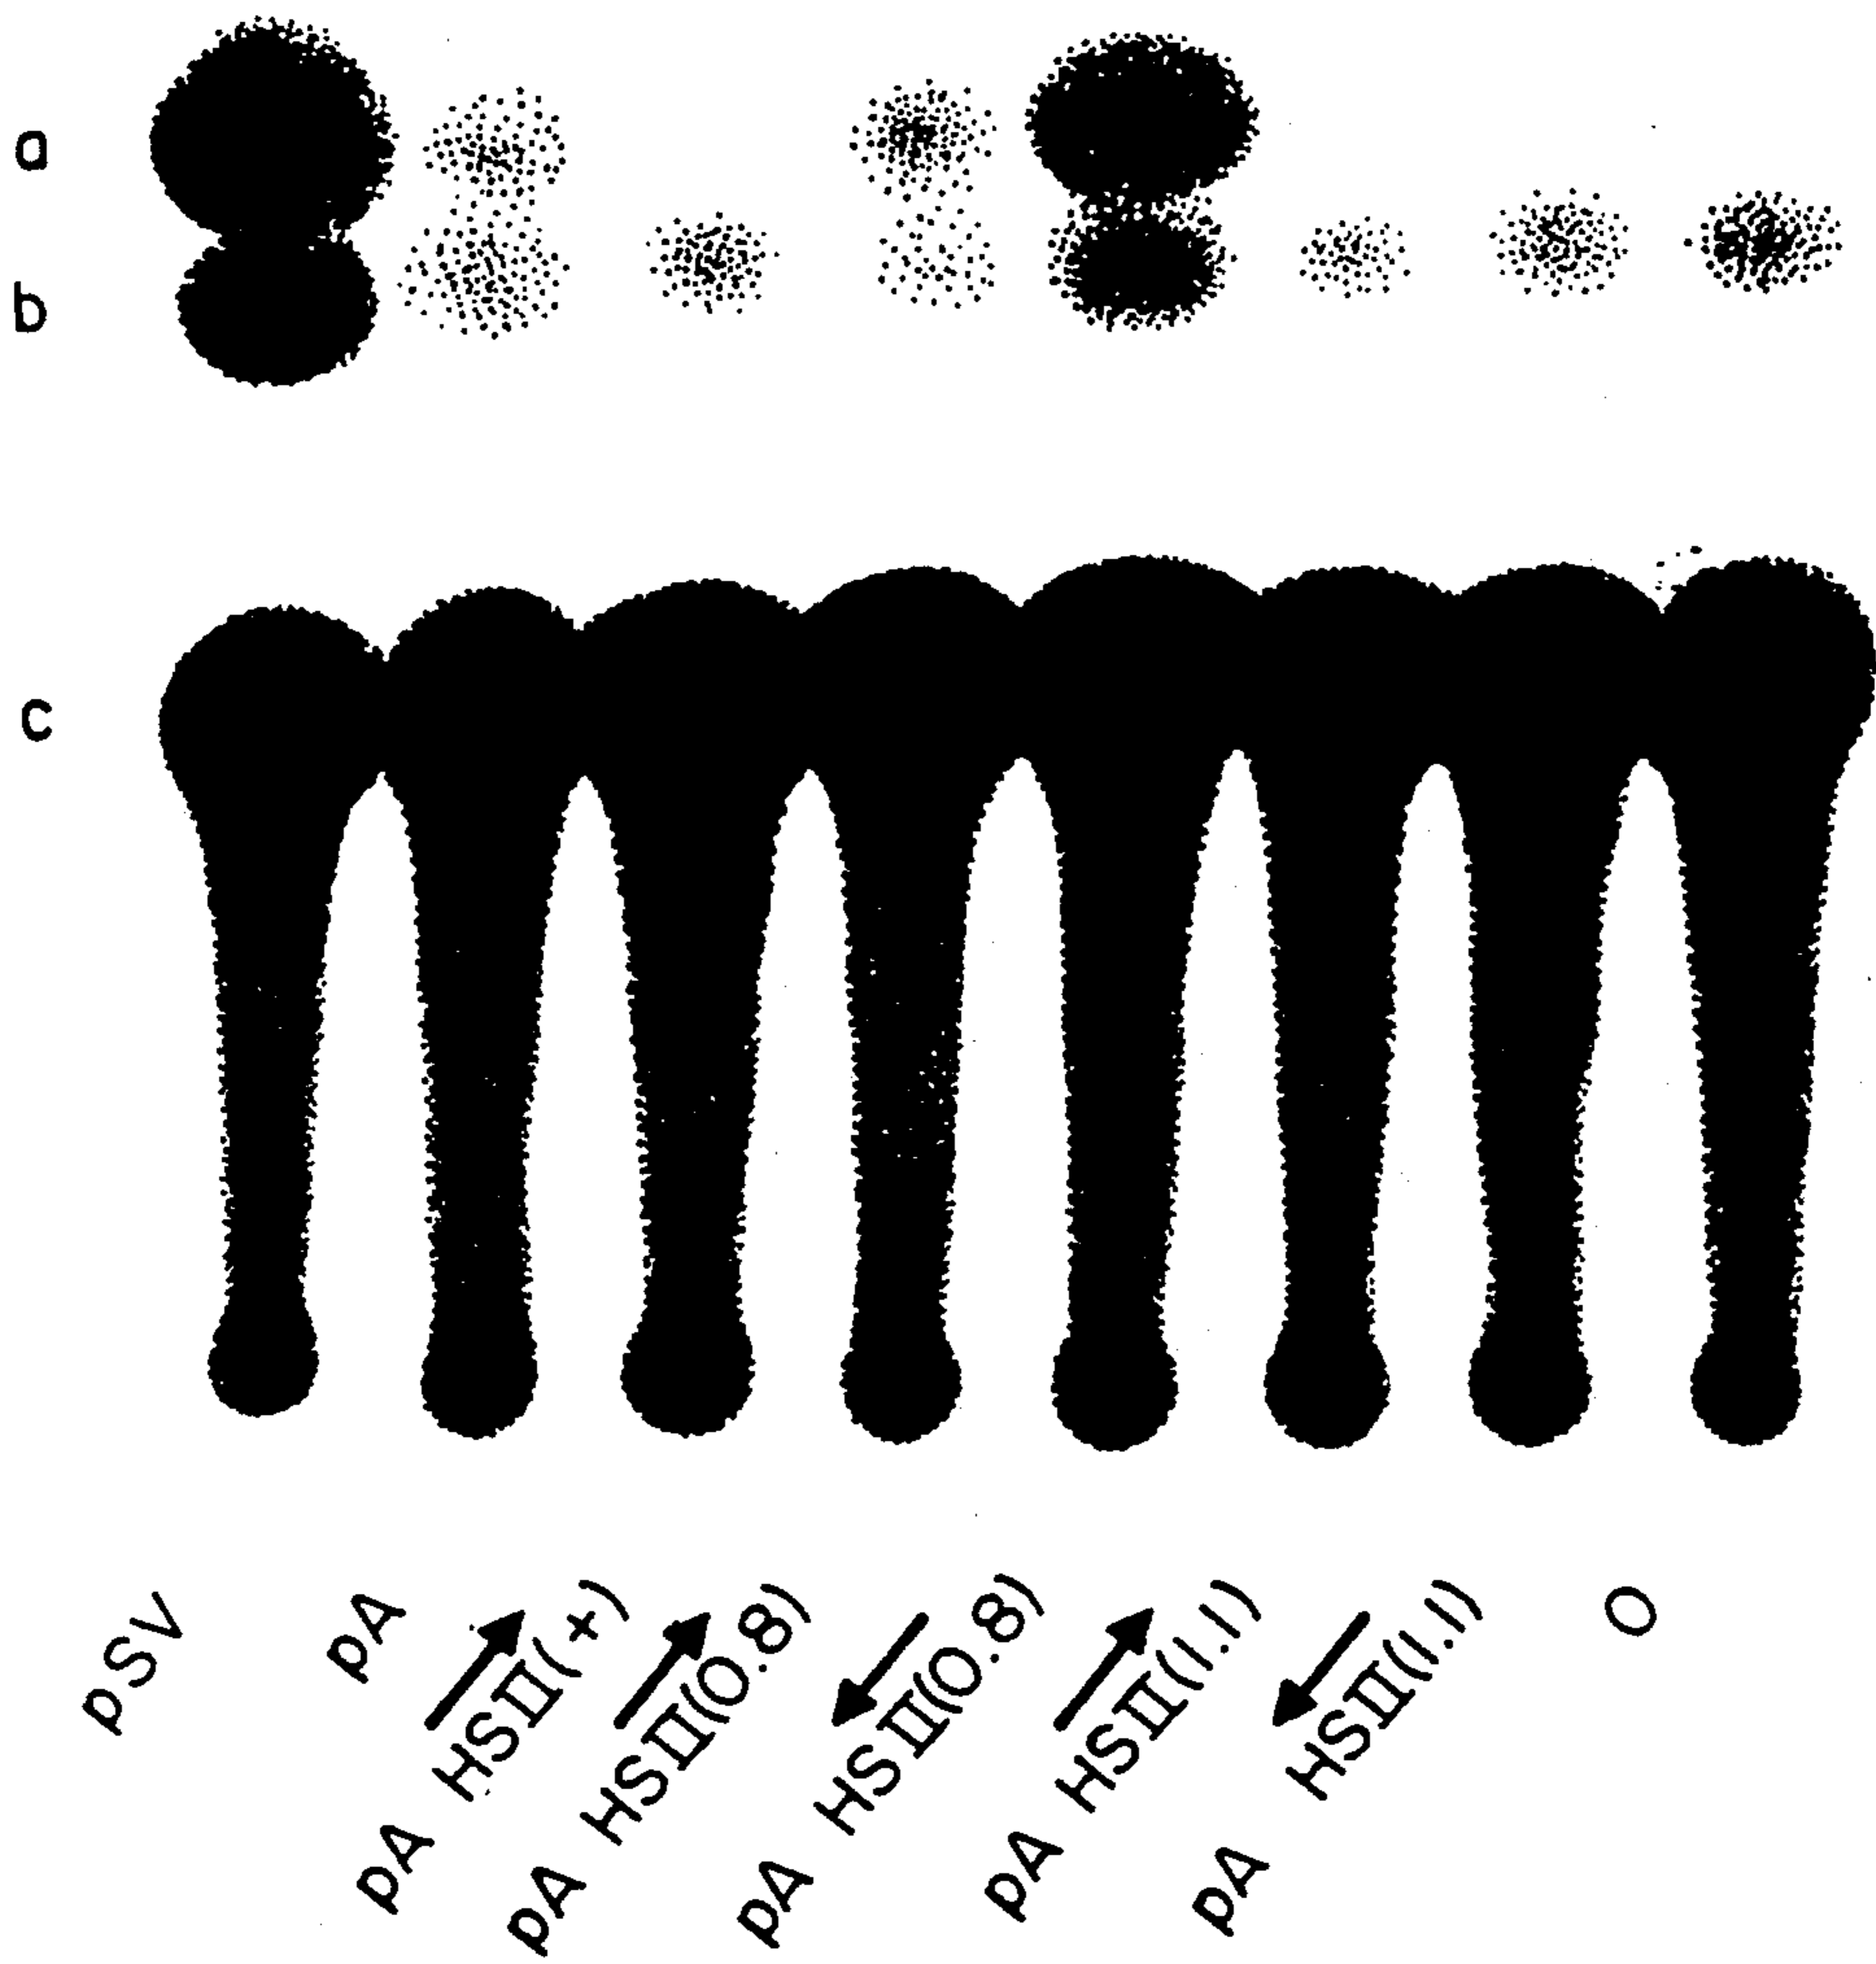 a
b
c
pSV
pA
pA HSII(x)
pA HSII(0.8)
pA HSII(0.8)
pA HSII(1.1)
pA HSII(1.1)
O